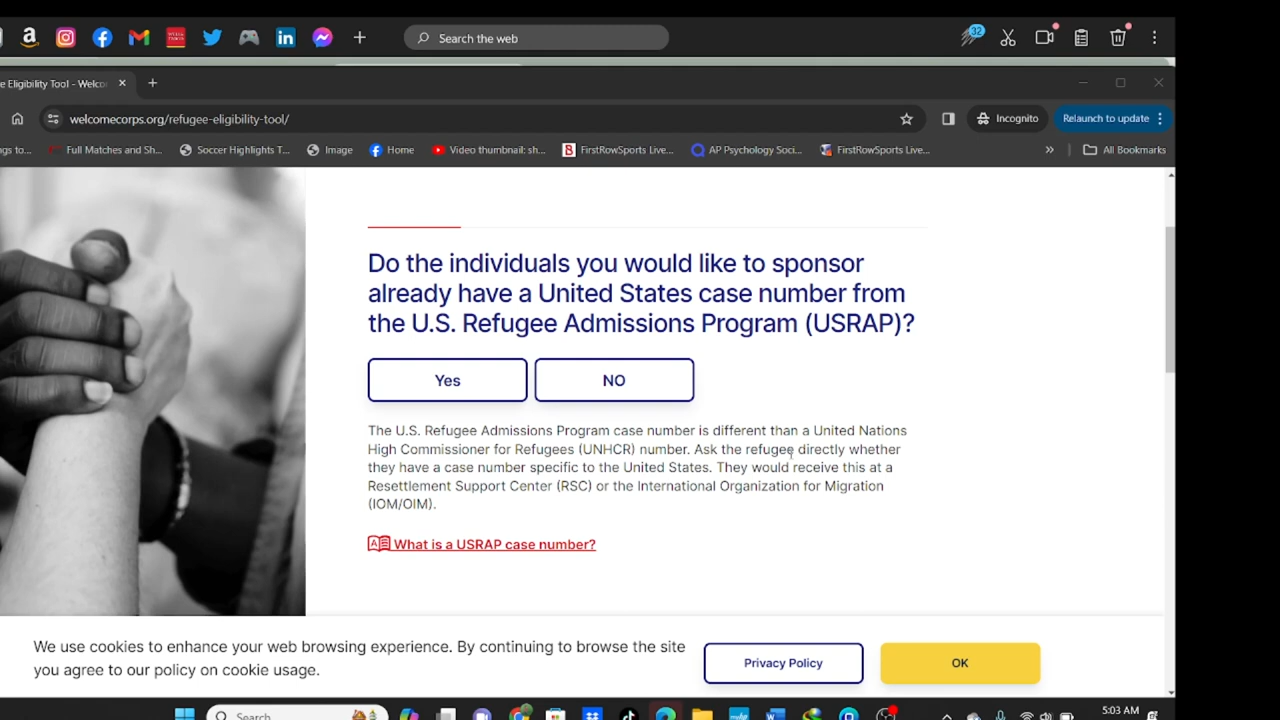 Search the web
32
e Eligibility Tool - Welco
welcomecorps.org/refugee-eligibility-tool/
Incognito
Relaunch to update
ngs to...
Full Matches and Sh...
Soccer Highlights T...
Image
Home
Video thumbnail: sh...
FirstRowSports Live...
AP Psychology Soci...
FirstRowSports Live...
All Bookmarks
Do the individuals you would like to sponsor
already have a United States case number from
the U.S. Refugee Admissions Program (USRAP)?
Yes
NO
The U.S. Refugee Admissions Program case number is different than a United Nations
High Commissioner for Refugees (UNHCR) number. Ask the refugee directly whether
they have a case number specific to the United States. They would receive this at a
Resettlement Support Center (RSC) or the International Organization for Migration
(IOM/OIM).
What is a USRAP case number?
We use cookies to enhance your web browsing experience. By continuing to browse the site
you agree to our policy on cookie usage.
Privacy Policy
OK
Search
5:03 AM